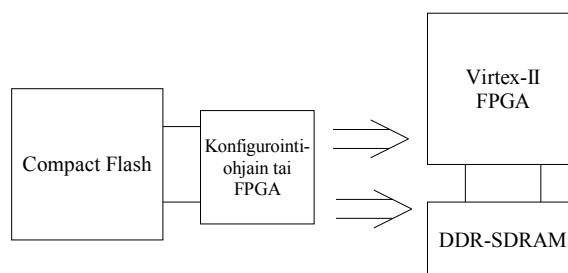 Compact Flash
Konfigurointi-
ohjain tai
FPGA
Virtex-II
FPGA
DDR-SDRAM